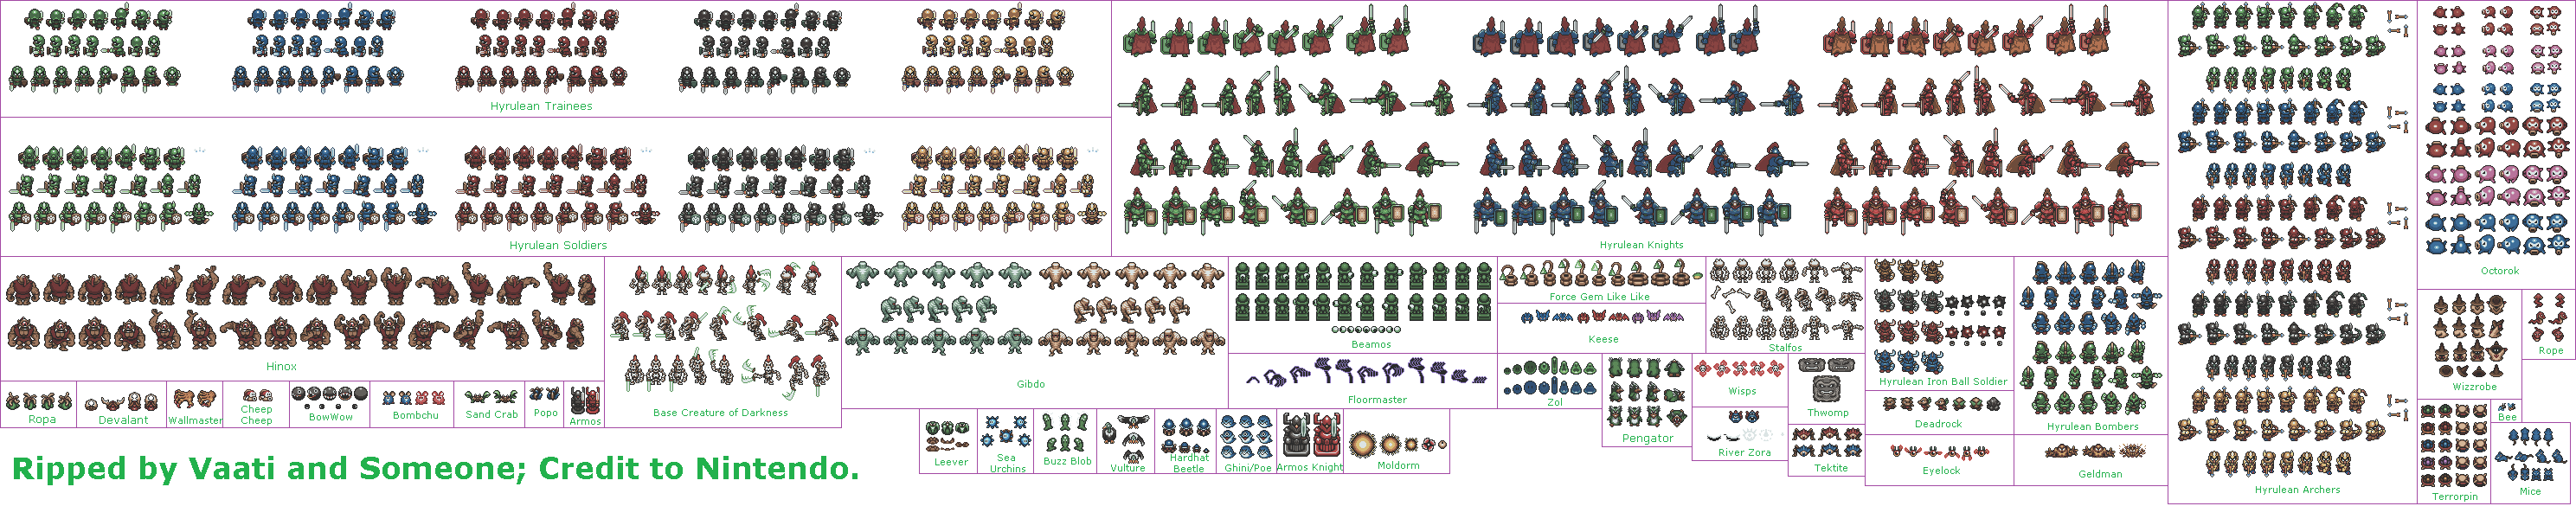 Hyrulean Trainees
Hyrulean Soldiers
Hyrulean Knights
Hyrulean Archers
Octorok
Hinox
Base Creature of Darkness
Gibdo
Beamos
Force Gem Like Like
Keese
Stalfos
Hyrulean Iron Ball Soldier
Hyrulean Bombers
Wizzrobe
Rope
Ropa
Devalant
Wallmaster
Cheep
Cheep
BowWow
Bombchu
Sand Crab
Popo
Armos
Floormaster
Zol
Pengator
Wisps
Thwomp
Deadrock
Bee
Leever
Sea
Urchins
Buzz Blob
Vulture
Hardhat
Beetle
Ghini/Poe
Armos Knight
Moldorm
River Zora
Tektite
Eyelock
Geldman
Terrorpin
Mice
Ripped by Vaati and Someone; Credit to Nintendo.